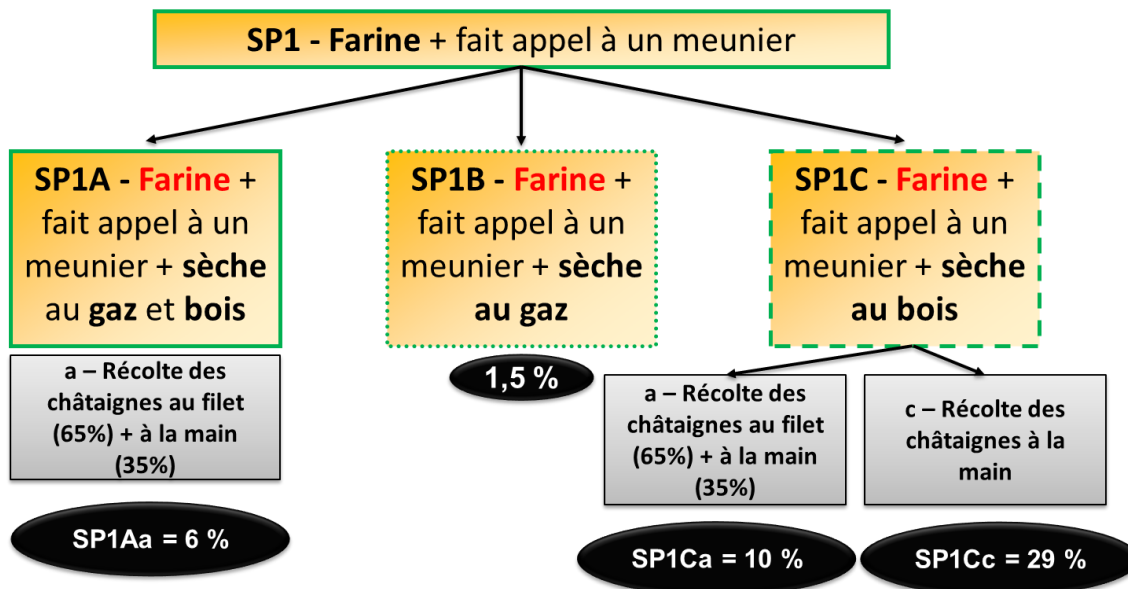 SP1 - Farine + fait appel à un meunier
SP1A - Farine +
fait appel à un
meunier + sèche
au gaz et bois
SP1B - Farine +
fait appel à un
meunier + sèche
au gaz
SP1C - Farine +
fait appel à un
meunier + sèche
au bois
a – Récolte des
châtaignes au filet
(65%) + à la main
(35%)
1,5 %
a – Récolte des
châtaignes au filet
(65%) + à la main
(35%)
c – Récolte des
châtaignes à la
main
SP1Aa = 6 %
SP1Ca = 10 %
SP1Cc = 29 %